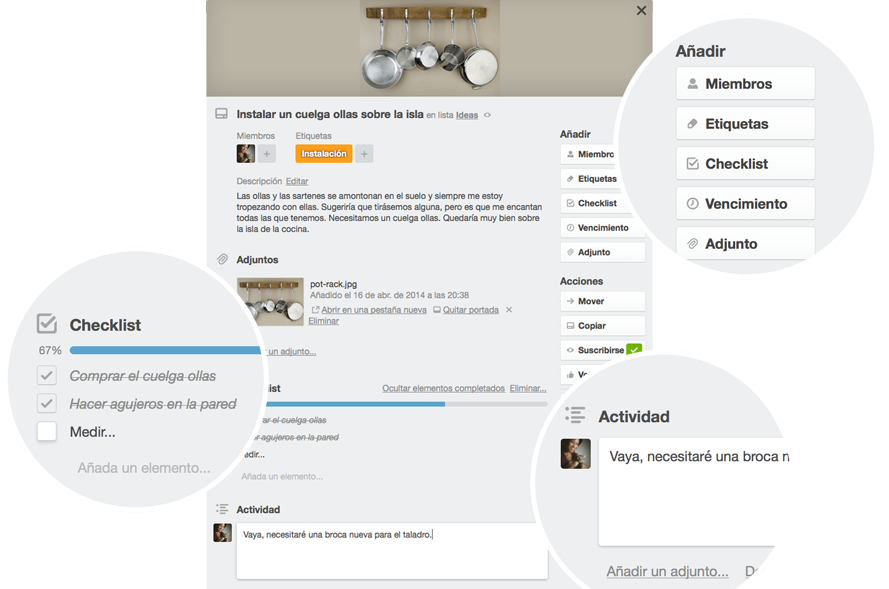 Instalar un cuelga ollas sobre la isla en lista Ideas
Miembros Etiquetas
+ Instalación +
Descripción Editar
Las ollas y las sartenes se amontonan en el suelo y siempre me estoy
tropezando con ellas. Sugeriría que tirásemos alguna, pero es que me encantan
todas las que tenemos. Necesitamos un cuelga ollas. Quedaría muy bien sobre
la isla de la cocina.
Adjuntos
pot-rack.jpg
Añadido el 16 de abr. de 2014 a las 20:38
Abrir en una pestaña nueva Quitar portada
Eliminar
un adjunto...
Ocultar elementos completados Eliminar...
ar el cuelga ollas
r agujeros en la pared
edir...
Añada un elemento...
Actividad
Vaya, necesitaré una broca nueva para el taladro.
Añadir
Miembro
Etiquetas
Checklist
Vencimiento
Adjunto
Acciones
Mover
Copiar
Suscribirse
Añadir
Miembros
Etiquetas
Checklist
Vencimiento
Adjunto
Checklist
67%
Comprar el cuelga ollas
Hacer agujeros en la pared
Medir...
Añada un elemento...
Actividad
Vaya, necesitaré una broca n
Añadir un adjunto...